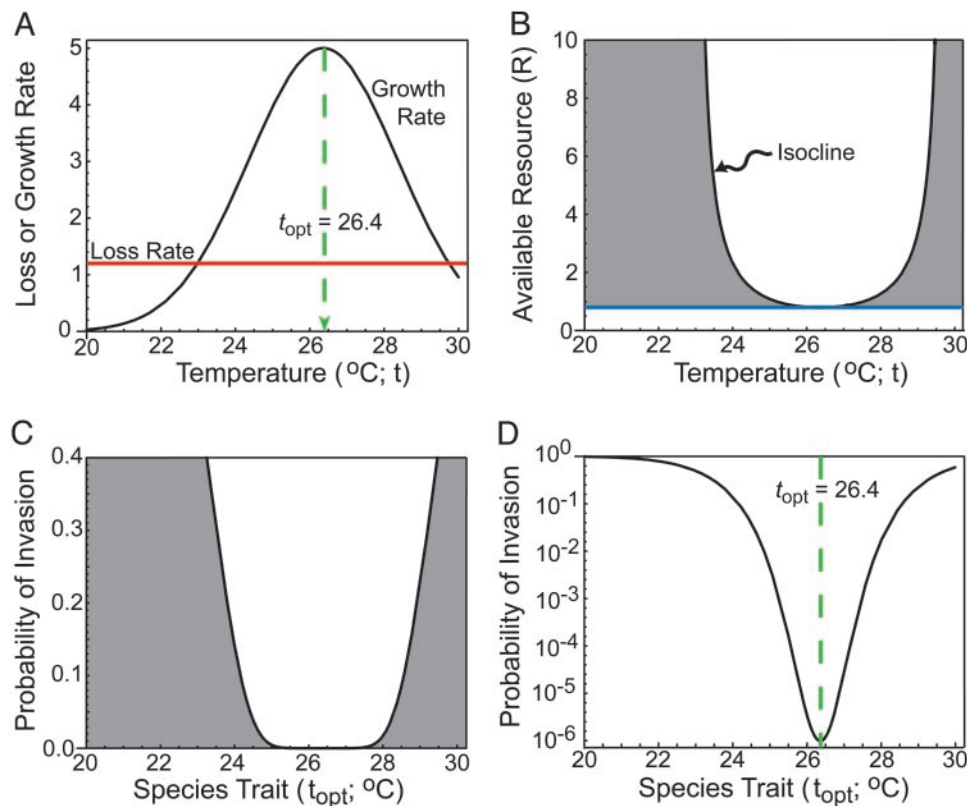 A
Loss or Growth Rate
5
4
3
2
1
0
Growth
Rate
t_opt = 26.4
Loss Rate
20 22 24 26 28 30
Temperature (°C; t)
B
Available Resource (R)
10
8
6
4
2
0
Isocline
20 22 24 26 28 30
Temperature (°C; t)
C
Probability of Invasion
0.4
0.3
0.2
0.1
0.0
20 22 24 26 28 30
Species Trait (t_opt; °C)
D
Probability of Invasion
10⁰
10⁻¹
10⁻²
10⁻³
10⁻⁴
10⁻⁵
10⁻⁶
t_opt = 26.4
20 22 24 26 28 30
Species Trait (t_opt; °C)